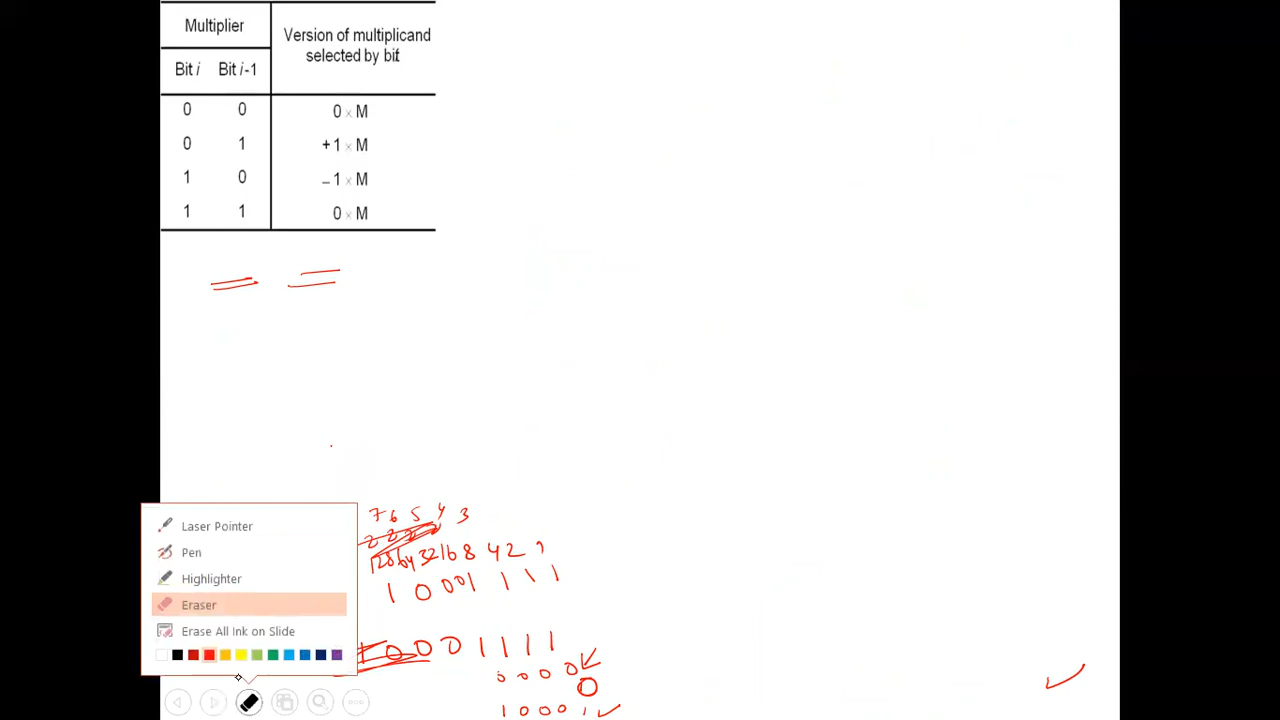 Multiplier
Version of multiplicand
selected by bit i
Bit i Bit i-1
0 0 0 × M
0 1 +1 × M
1 0 −1 × M
1 1 0 × M
Laser Pointer
Pen
Highlighter
Eraser
Erase All Ink on Slide
7 6 5 4 3
128 64 32 16 8 4 2 1
1 0 0 0 1 1 1 1
1 0 0 0 1 1 1 1
0 0 0 0
0
1 0 0 0 1